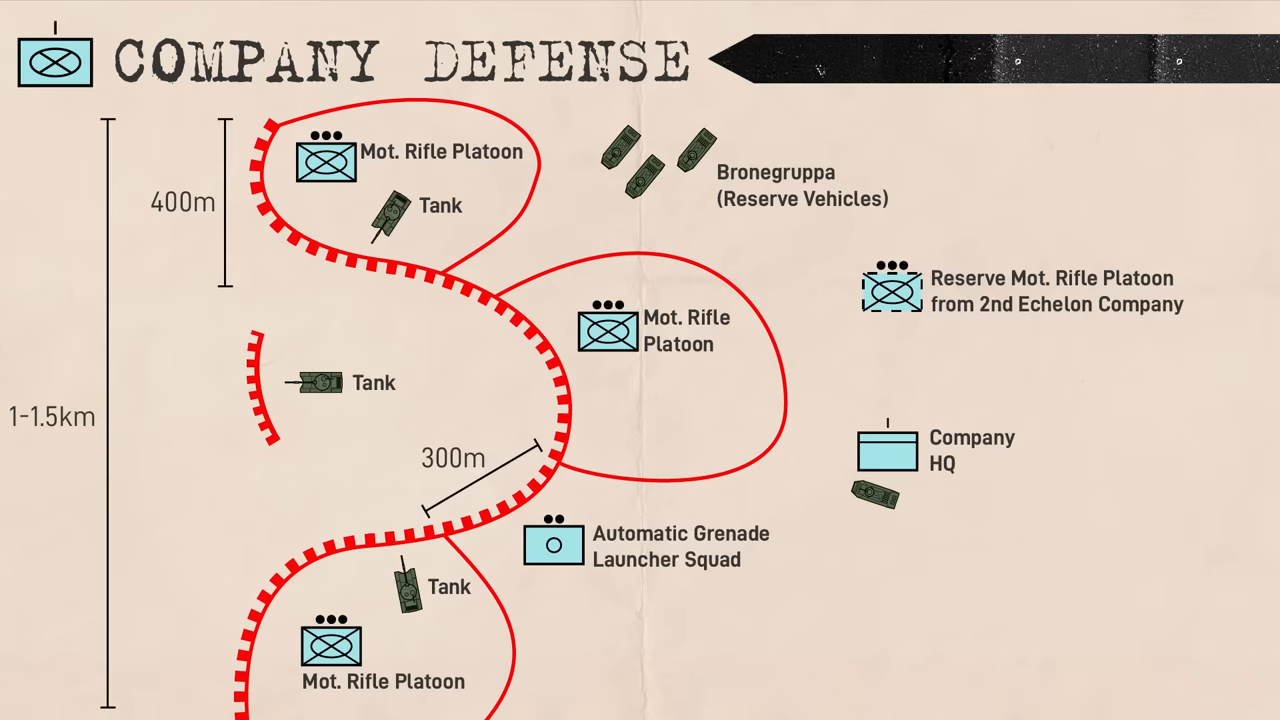 COMPANY DEFENSE
Mot. Rifle Platoon
400m
Tank
Bronegruppa
(Reserve Vehicles)
Reserve Mot. Rifle Platoon
from 2nd Echelon Company
Mot. Rifle
Platoon
Tank
1-1.5km
300m
Company
HQ
Automatic Grenade
Launcher Squad
Tank
Mot. Rifle Platoon